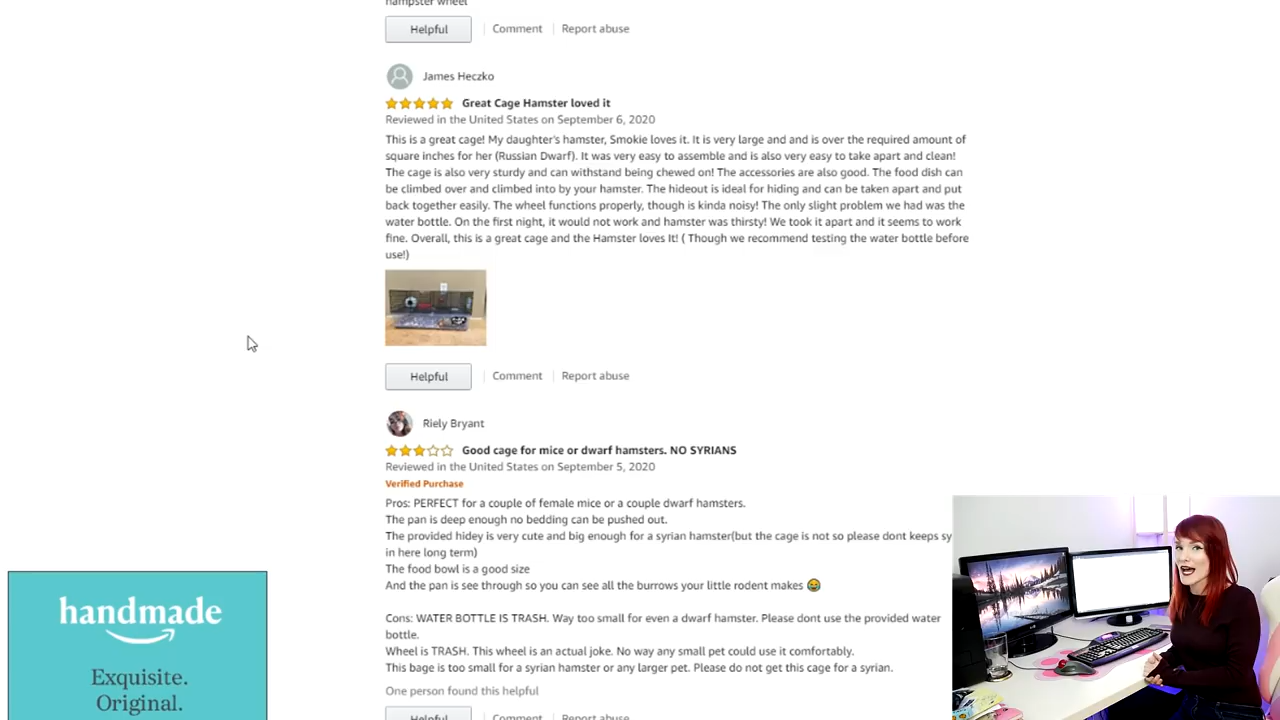 hampster wheel
Helpful Comment Report abuse
James Heczko
Great Cage Hamster loved it
Reviewed in the United States on September 6, 2020
This is a great cage! My daughter's hamster, Smokie loves it. It is very large and and is over the required amount of
square inches for her (Russian Dwarf). It was very easy to assemble and is also very easy to take apart and clean!
The cage is also very sturdy and can withstand being chewed on! The accessories are also good. The food dish can
be climbed over and climbed into by your hamster. The hideout is ideal for hiding and can be taken apart and put
back together easily. The wheel functions properly, though is kinda noisy! The only slight problem we had was the
water bottle. On the first night, it would not work and hamster was thirsty! We took it apart and it seems to work
fine. Overall, this is a great cage and the Hamster loves It! ( Though we recommend testing the water bottle before
use!)
Helpful Comment Report abuse
Riely Bryant
Good cage for mice or dwarf hamsters. NO SYRIANS
Reviewed in the United States on September 5, 2020
Verified Purchase
Pros: PERFECT for a couple of female mice or a couple dwarf hamsters.
The pan is deep enough no bedding can be pushed out.
The provided hidey is very cute and big enough for a syrian hamster(but the cage is not so please dont keeps sy
in here long term)
The food bowl is a good size
And the pan is see through so you can see all the burrows your little rodent makes 😂
Cons: WATER BOTTLE IS TRASH. Way too small for even a dwarf hamster. Please dont use the provided water
bottle.
Wheel is TRASH. This wheel is an actual joke. No way any small pet could use it comfortably.
This bage is too small for a syrian hamster or any larger pet. Please do not get this cage for a syrian.
One person found this helpful
Helpful Comment Report abuse
handmade
Exquisite.
Original.